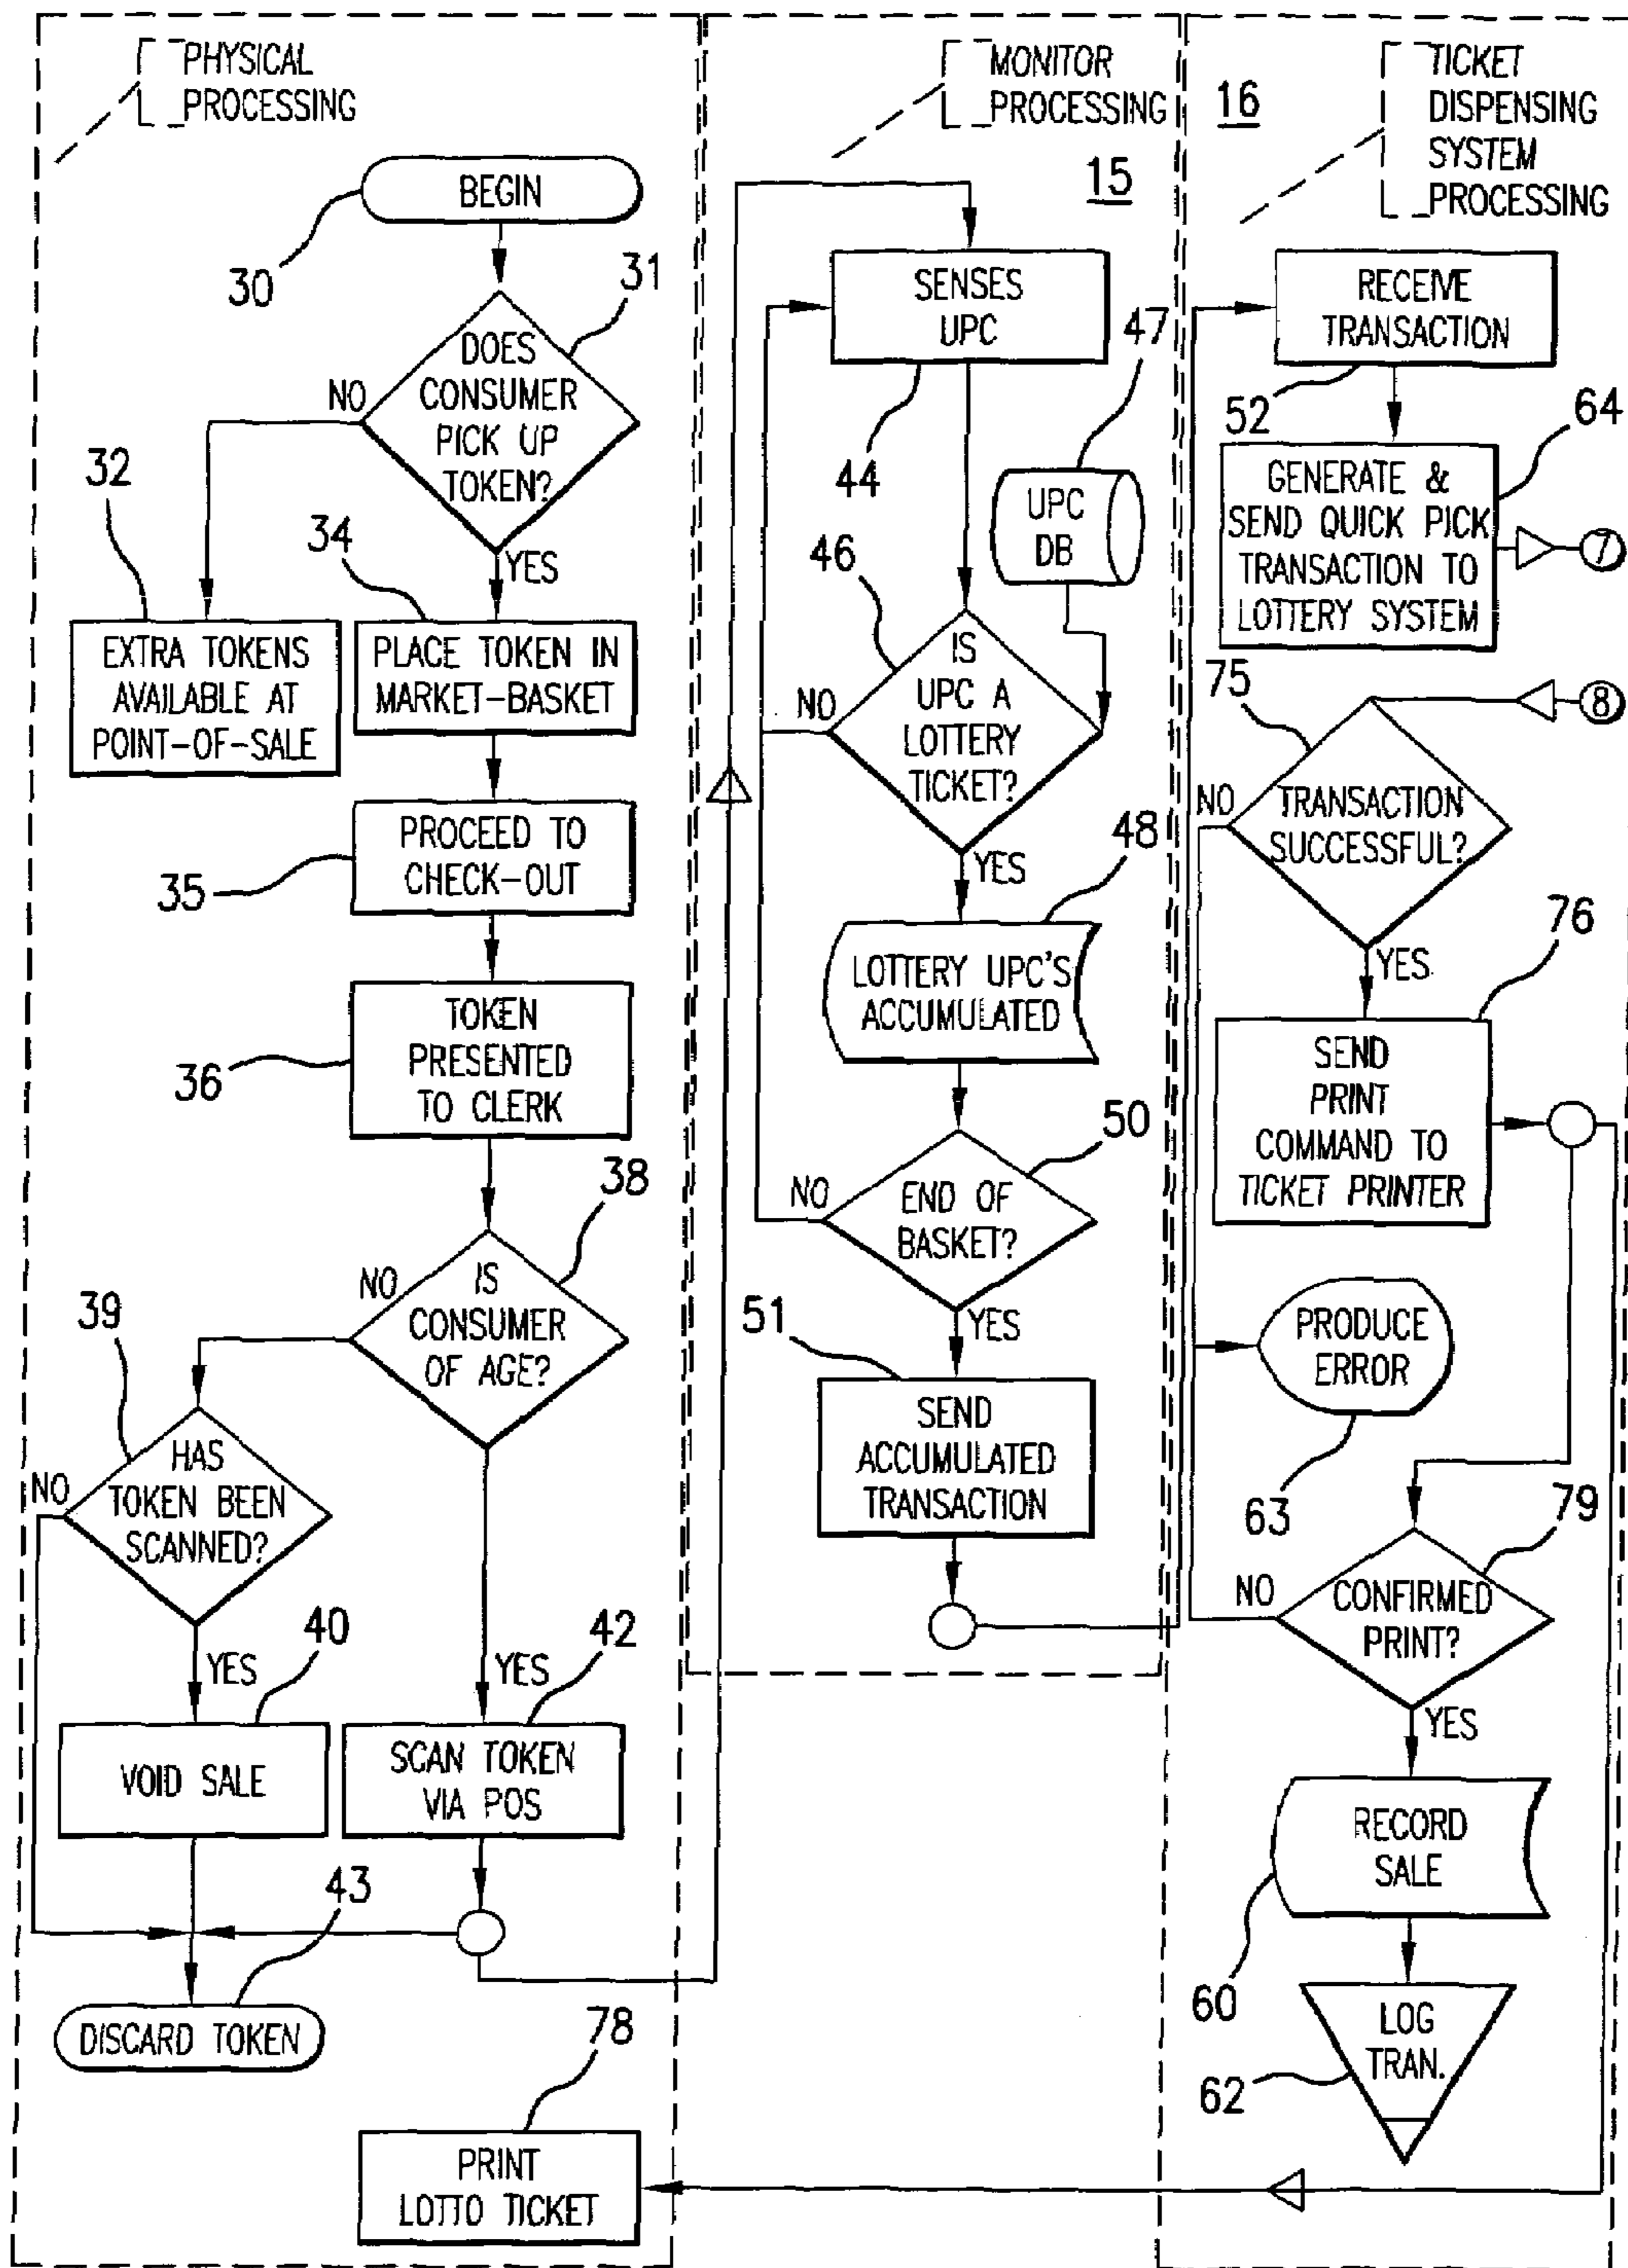 PHYSICAL
PROCESSING
BEGIN
30
31
DOES
CONSUMER
PICK UP
TOKEN?
NO
YES
32
34
EXTRA TOKENS
AVAILABLE AT
POINT-OF-SALE
PLACE TOKEN IN
MARKET-BASKET
PROCEED TO
CHECK-OUT
35
TOKEN
PRESENTED
TO CLERK
36
38
IS
CONSUMER
OF AGE?
NO
39
HAS
TOKEN BEEN
SCANNED?
NO
YES
YES
40
42
VOID SALE
SCAN TOKEN
VIA POS
43
DISCARD TOKEN
78
PRINT
LOTTO TICKET
MONITOR
PROCESSING
15
SENSES
UPC
44
47
UPC
DB
46
IS
UPC A
LOTTERY
TICKET?
NO
YES
48
LOTTERY UPC'S
ACCUMULATED
50
END OF
BASKET?
NO
YES
51
SEND
ACCUMULATED
TRANSACTION
16
TICKET
DISPENSING
SYSTEM
PROCESSING
RECEIVE
TRANSACTION
52
64
GENERATE &
SEND QUICK PICK
TRANSACTION TO
LOTTERY SYSTEM
7
75
8
TRANSACTION
SUCCESSFUL?
NO
YES
76
SEND
PRINT
COMMAND TO
TICKET PRINTER
PRODUCE
ERROR
63
79
CONFIRMED
PRINT?
NO
YES
RECORD
SALE
60
LOG
TRAN.
62